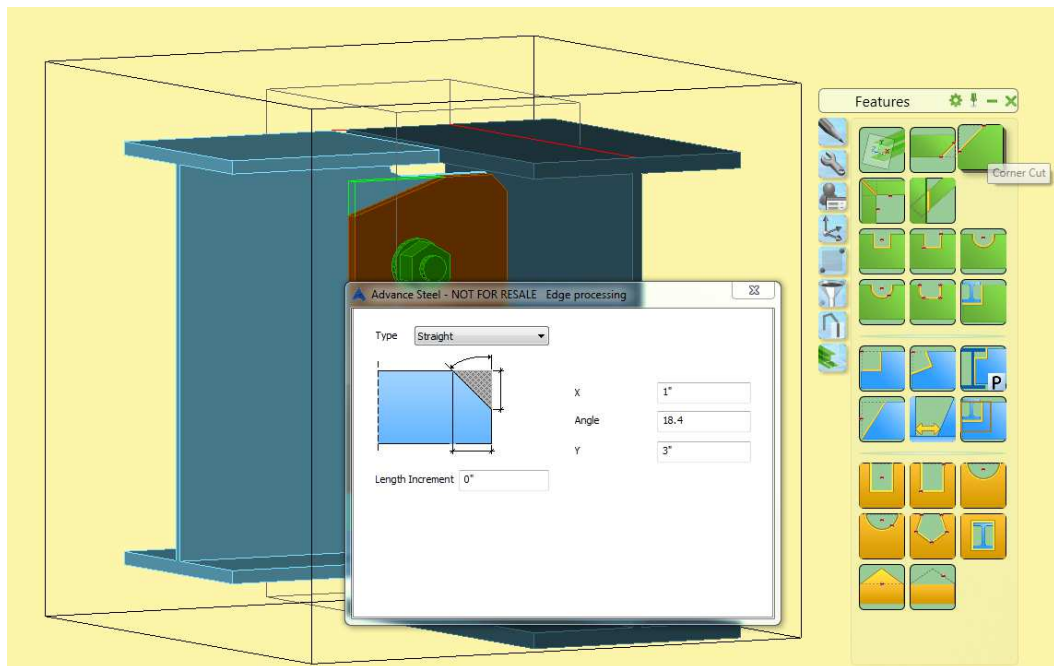 Features
Corner Cut
P
Advance Steel - NOT FOR RESALE   Edge processing
Type Straight
X 1"
Angle 18.4
Y 3"
Length Increment 0"